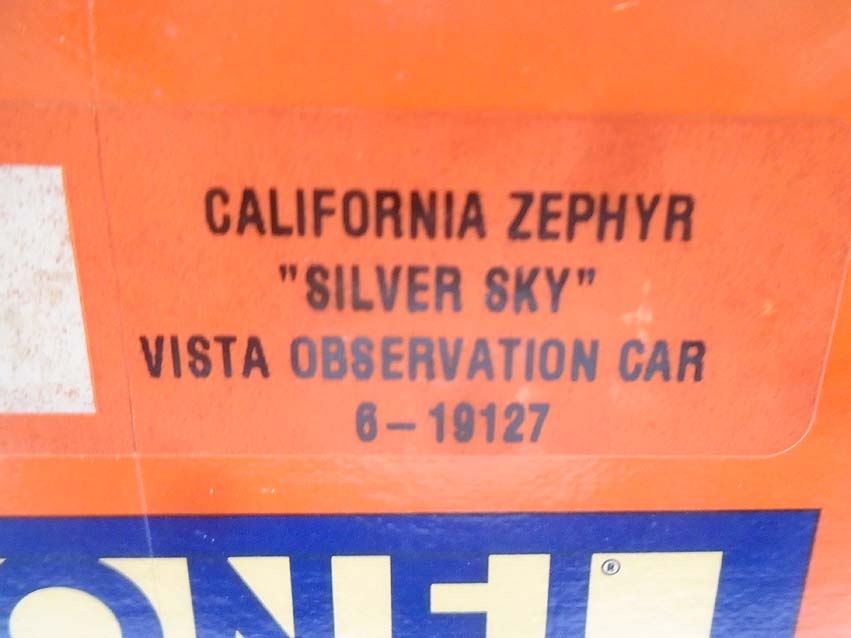 CALIFORNIA ZEPHYR
"SILVER SKY"
VISTA OBSERVATION CAR
6-19127
®